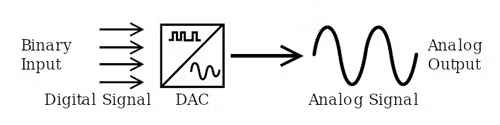 Binary
Input
Digital Signal
DAC
Analog Signal
Analog
Output